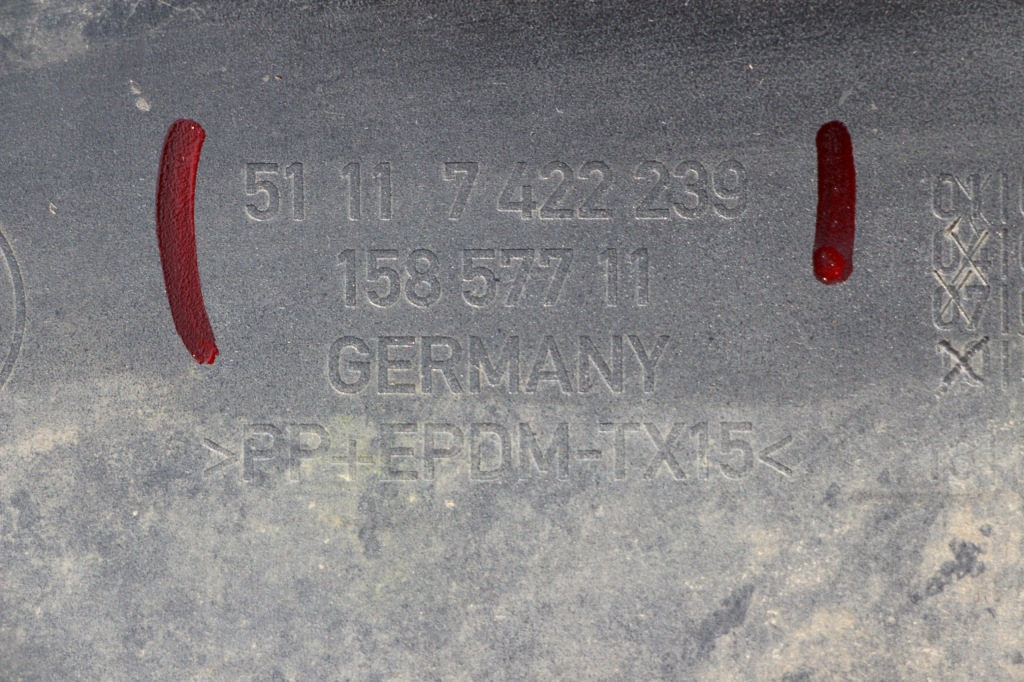 51 11 7 422 239
158 577 11
GERMANY
>PP+EPDM-TX15<